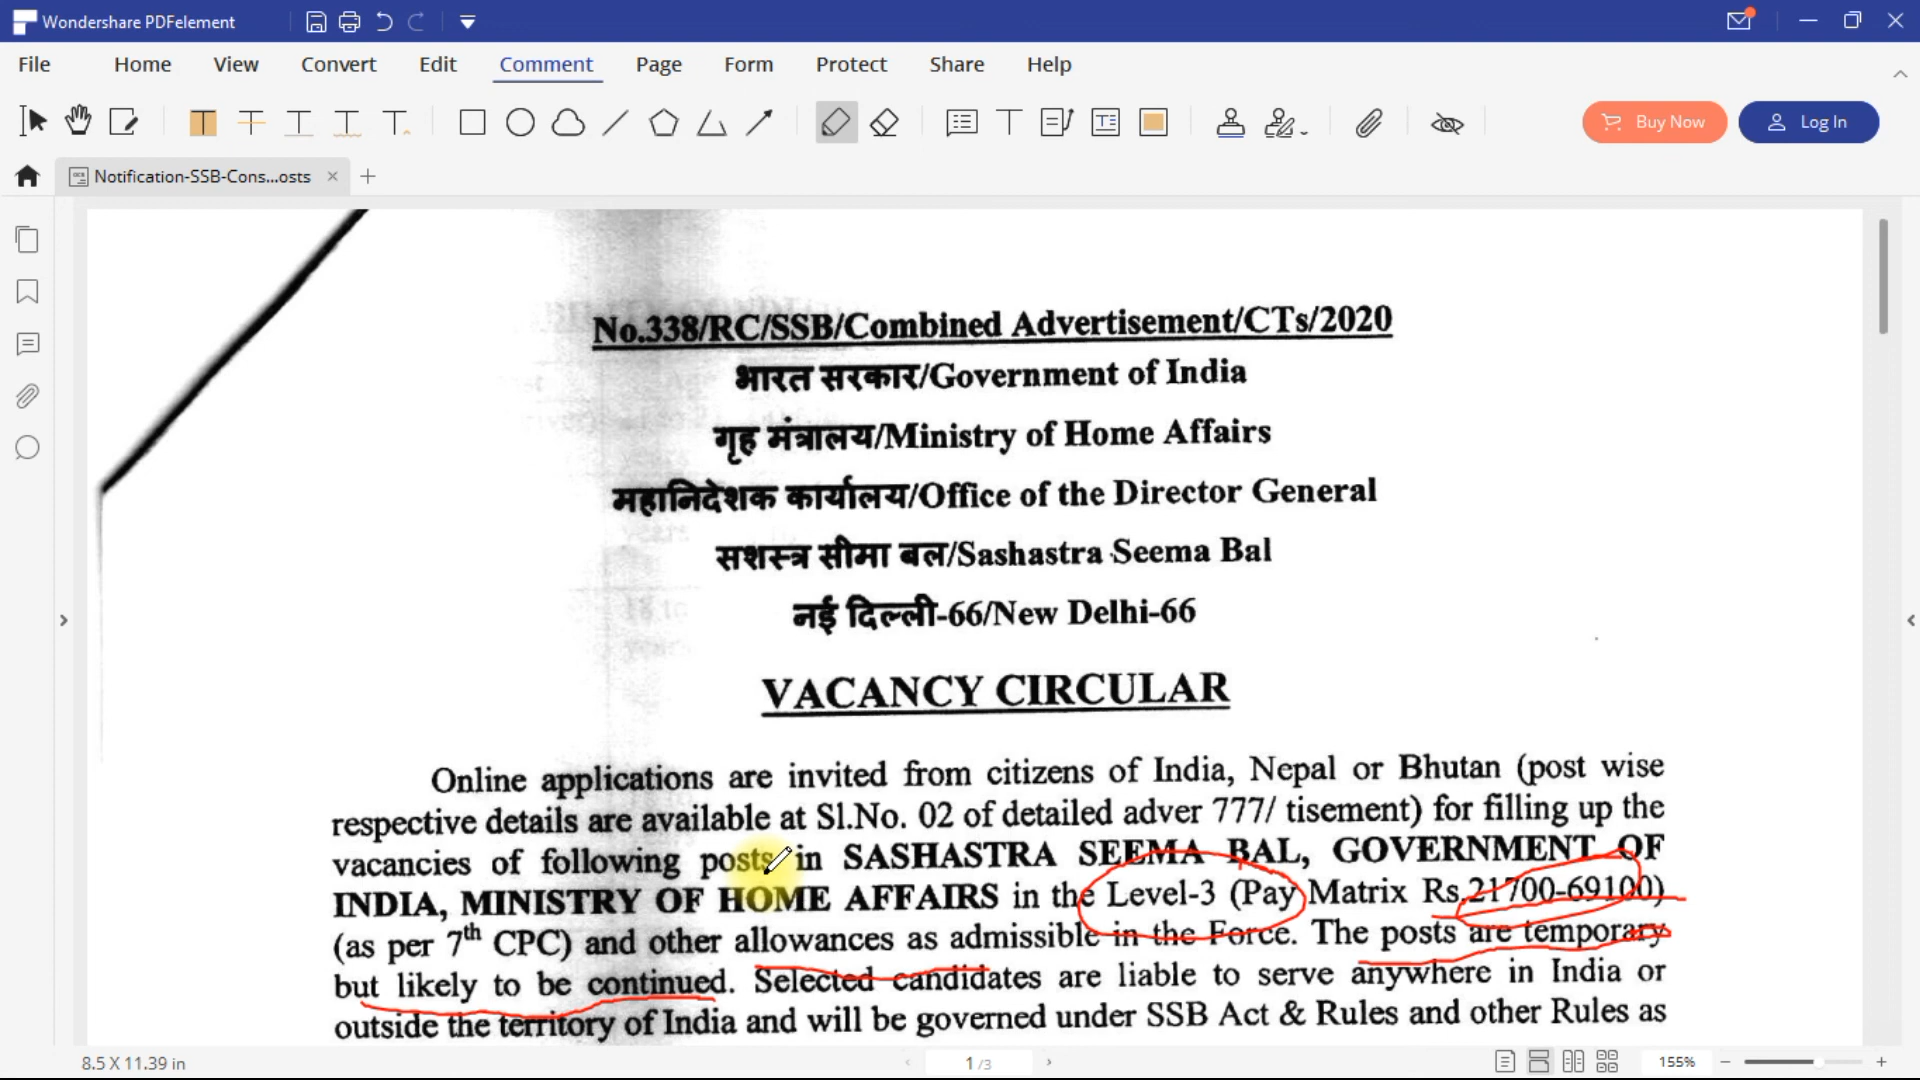 Wondershare PDFelement
File Home View Convert Edit Comment Page Form Protect Share Help
Buy Now Log In
Notification-SSB-Cons...osts
No.338/RC/SSB/Combined Advertisement/CTs/2020
भारत सरकार/Government of India
गृह मंत्रालय/Ministry of Home Affairs
महानिदेशक कार्यालय/Office of the Director General
सशस्त्र सीमा बल/Sashastra Seema Bal
नई दिल्ली-66/New Delhi-66
VACANCY CIRCULAR
Online applications are invited from citizens of India, Nepal or Bhutan (post wise
respective details are available at Sl.No. 02 of detailed adver 777/ tisement) for filling up the
vacancies of following posts in SASHASTRA SEEMA BAL, GOVERNMENT OF
INDIA, MINISTRY OF HOME AFFAIRS in the Level-3 (Pay Matrix Rs.21700-69100)
(as per 7th CPC) and other allowances as admissible in the Force. The posts are temporary
but likely to be continued. Selected candidates are liable to serve anywhere in India or
outside the territory of India and will be governed under SSB Act & Rules and other Rules as
8.5 X 11.39 in 1 /3 155%